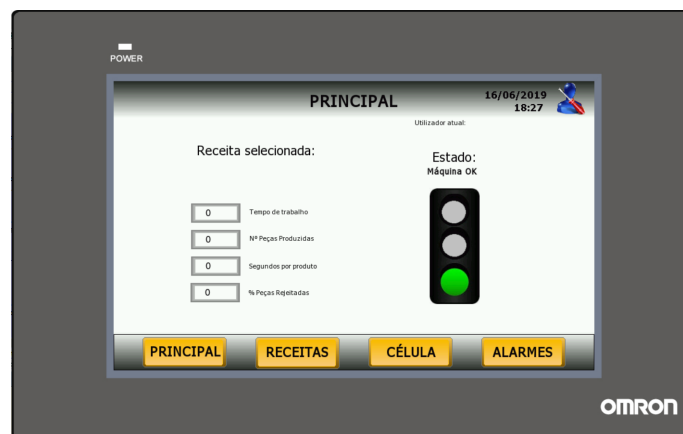 POWER
PRINCIPAL
16/06/2019
18:27
Utilizador atual:
Receita selecionada:
Estado:
Máquina OK
0 Tempo de trabalho
0 Nº Peças Produzidas
0 Segundos por produto
0 % Peças Rejeitadas
PRINCIPAL RECEITAS CÉLULA ALARMES
OMRON